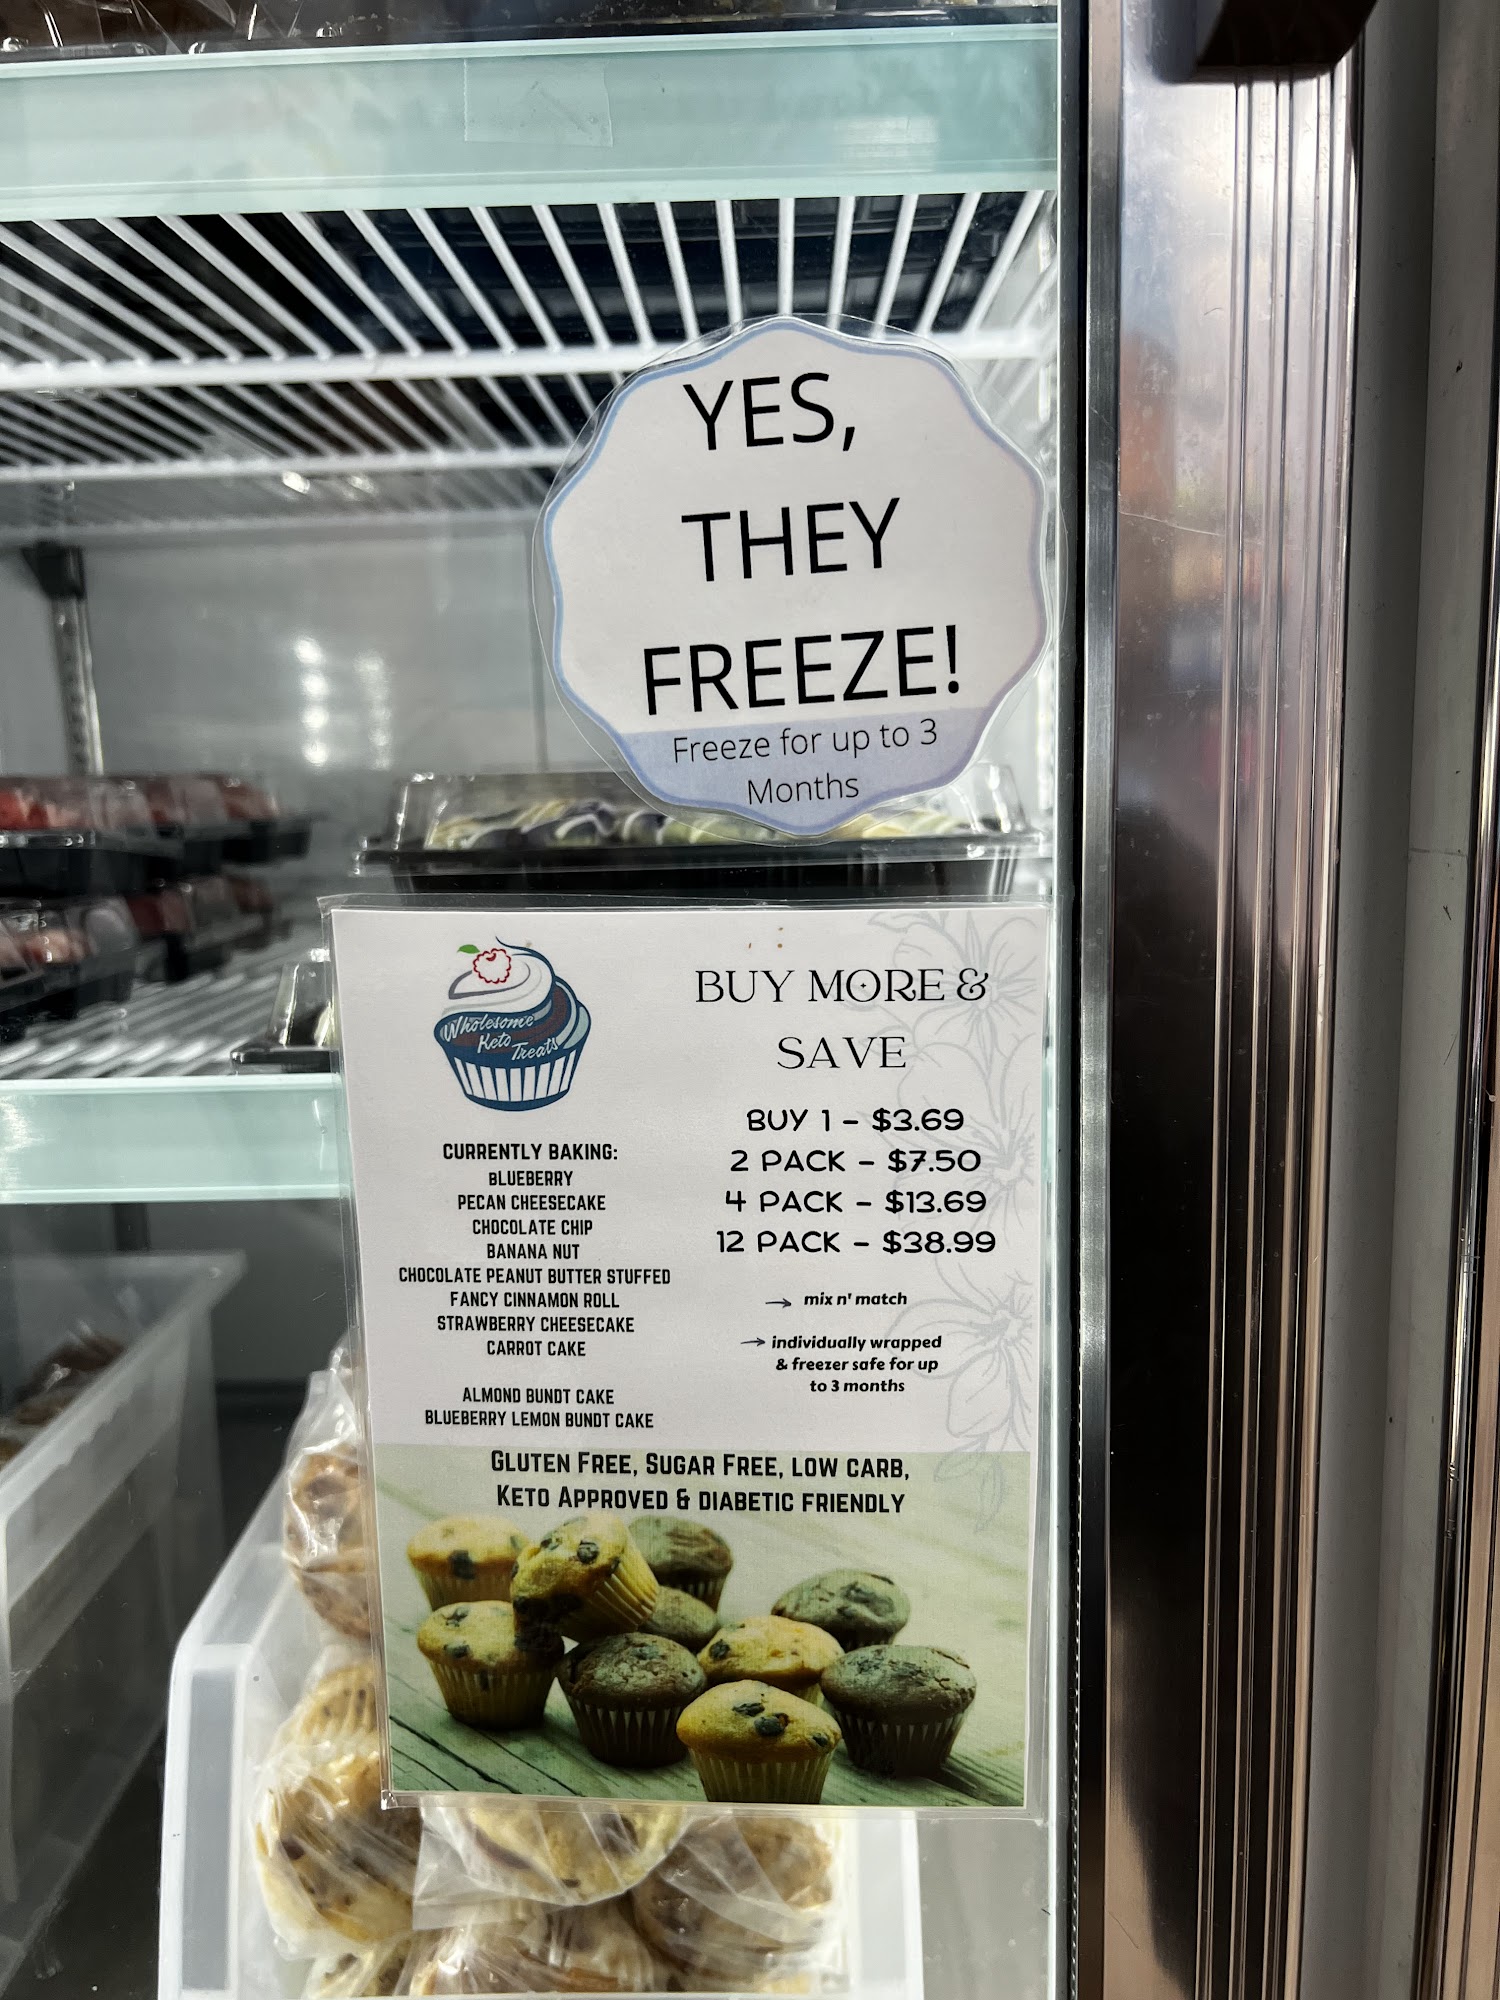 YES,
THEY
FREEZE!
Freeze for up to 3
Months
Wholesome
Keto
Treats
CURRENTLY BAKING:
BLUEBERRY
PECAN CHEESECAKE
CHOCOLATE CHIP
BANANA NUT
CHOCOLATE PEANUT BUTTER STUFFED
FANCY CINNAMON ROLL
STRAWBERRY CHEESECAKE
CARROT CAKE
ALMOND BUNDT CAKE
BLUEBERRY LEMON BUNDT CAKE
BUY MORE &
SAVE
BUY 1 - $3.69
2 PACK - $7.50
4 PACK - $13.69
12 PACK - $38.99
→ mix n' match
→ individually wrapped
& freezer safe for up
to 3 months
GLUTEN FREE, SUGAR FREE, LOW CARB,
KETO APPROVED & DIABETIC FRIENDLY